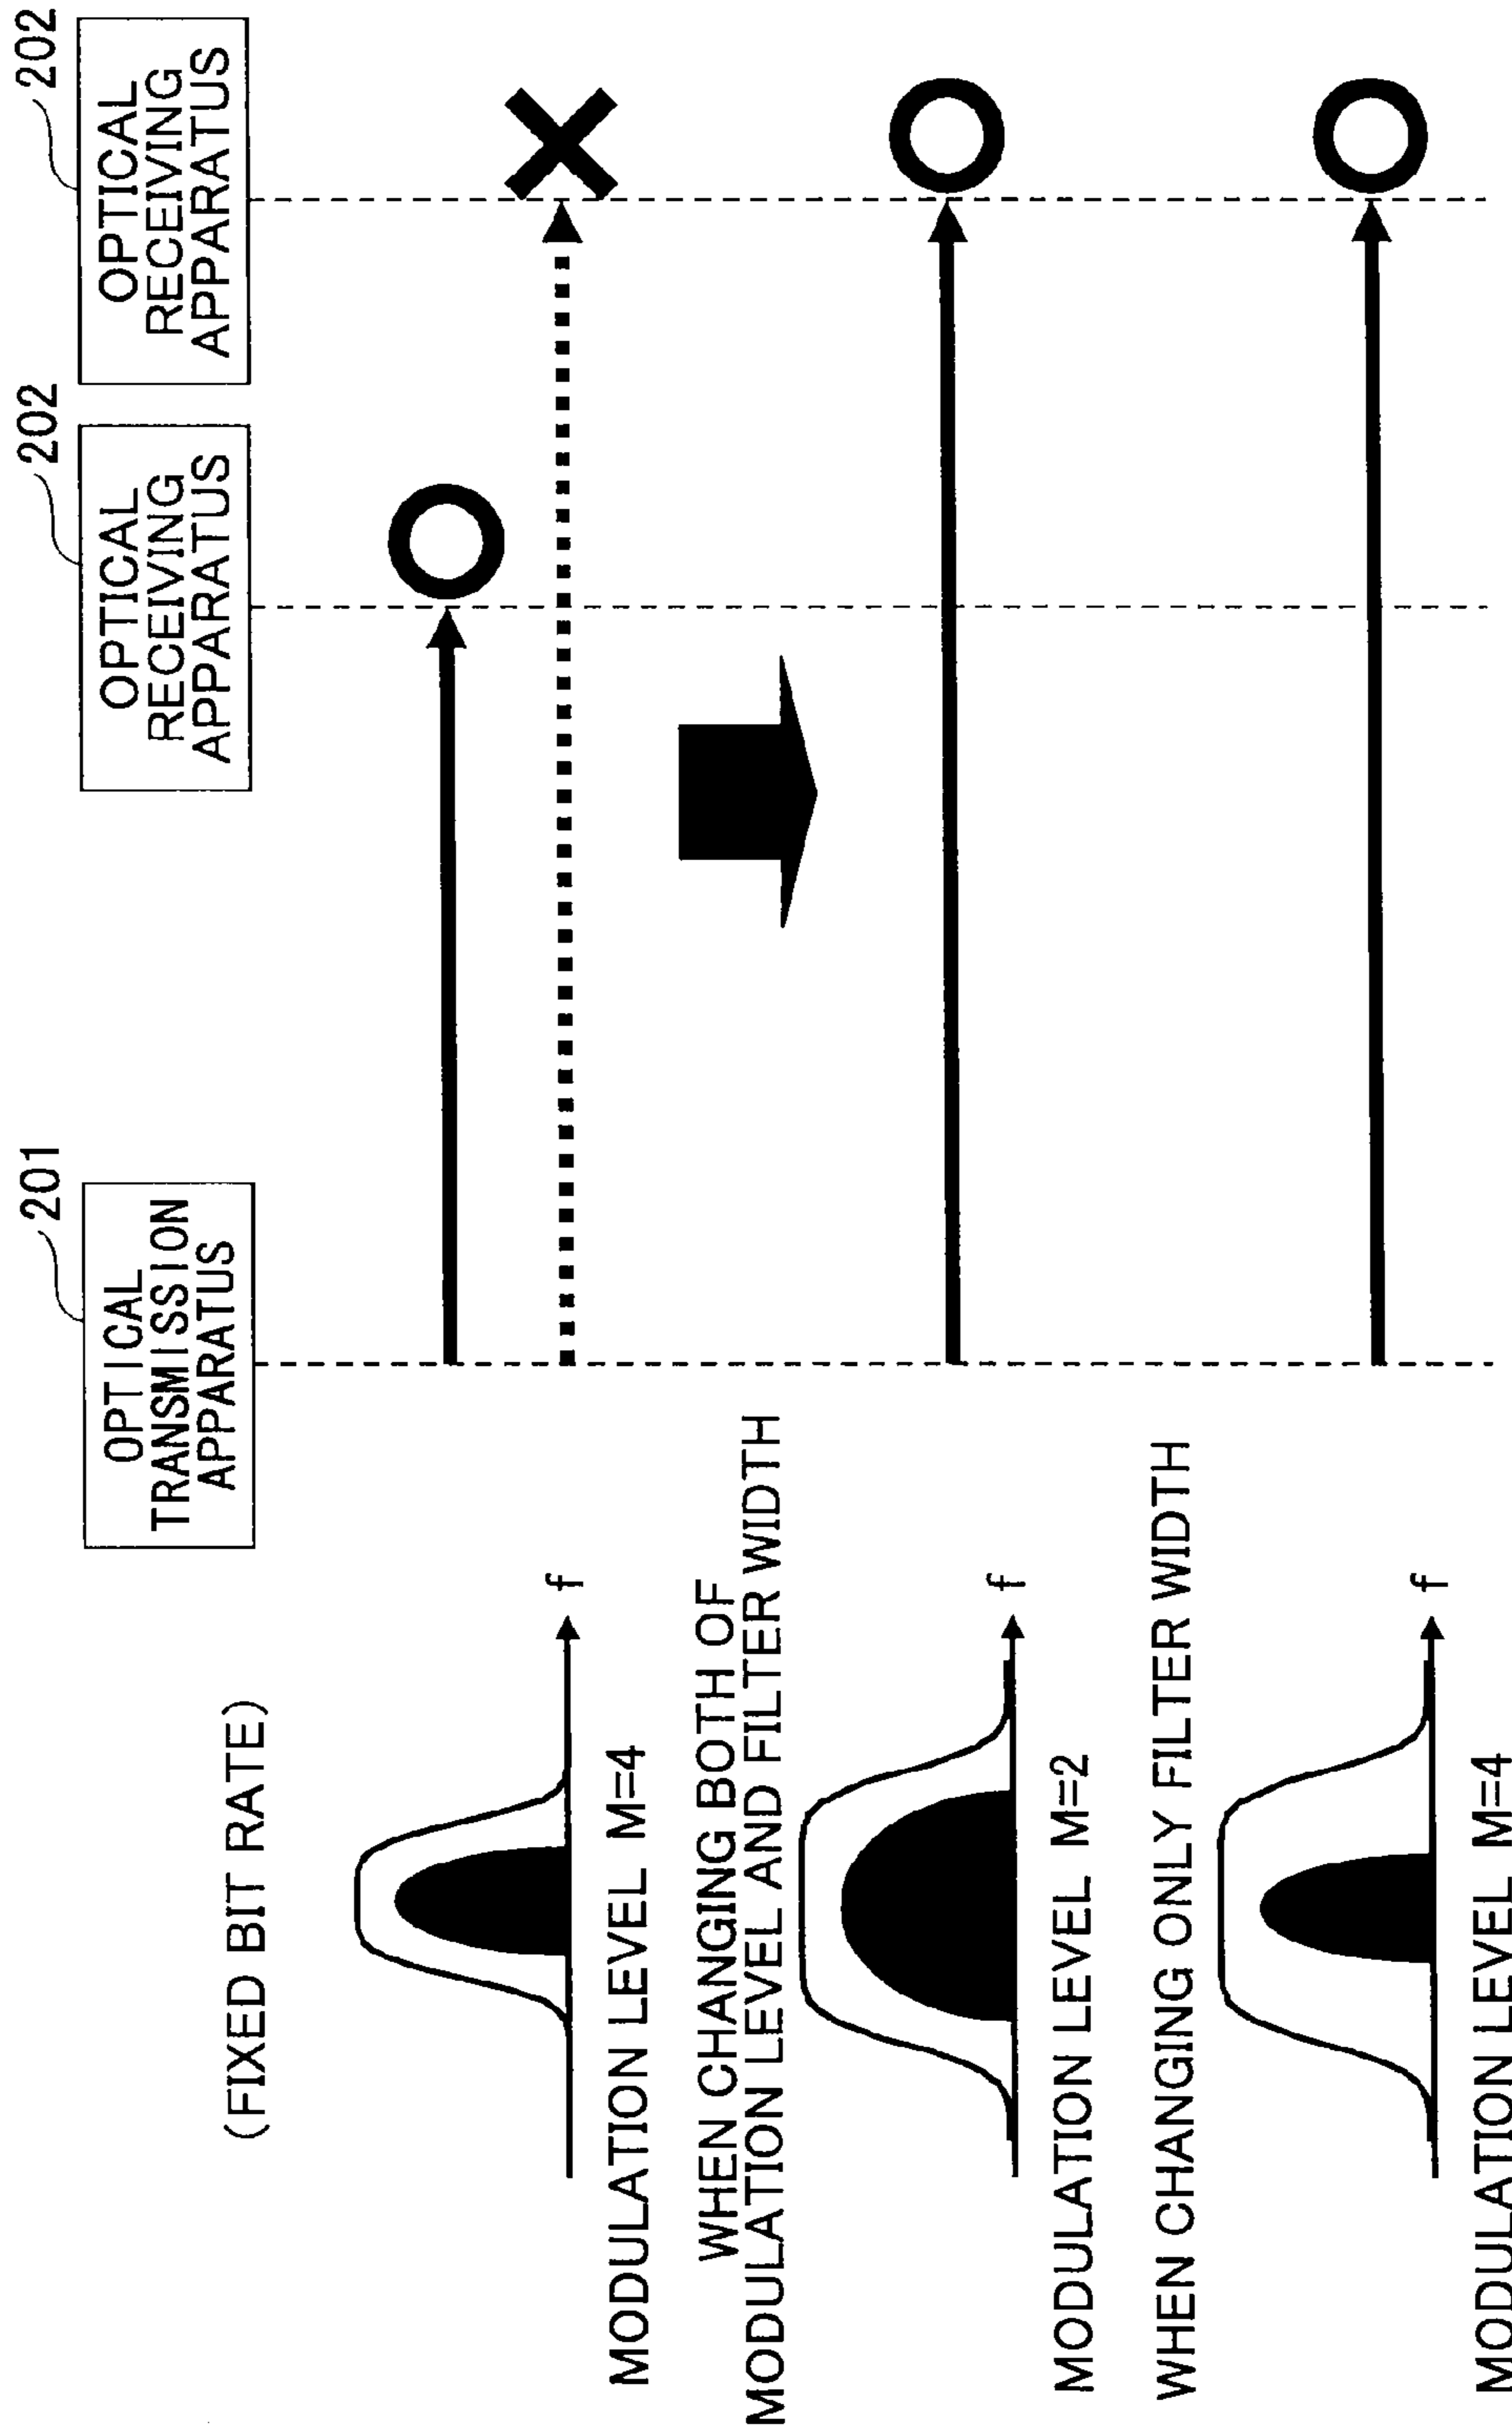 201
202
202
OPTICAL
TRANSMISSION
APPARATUS
OPTICAL
RECEIVING
APPARATUS
OPTICAL
RECEIVING
APPARATUS
(FIXED BIT RATE)
f
MODULATION LEVEL M=4
WHEN CHANGING BOTH OF
MODULATION LEVEL AND FILTER WIDTH
f
MODULATION LEVEL M=2
WHEN CHANGING ONLY FILTER WIDTH
f
MODULATION LEVEL M=4